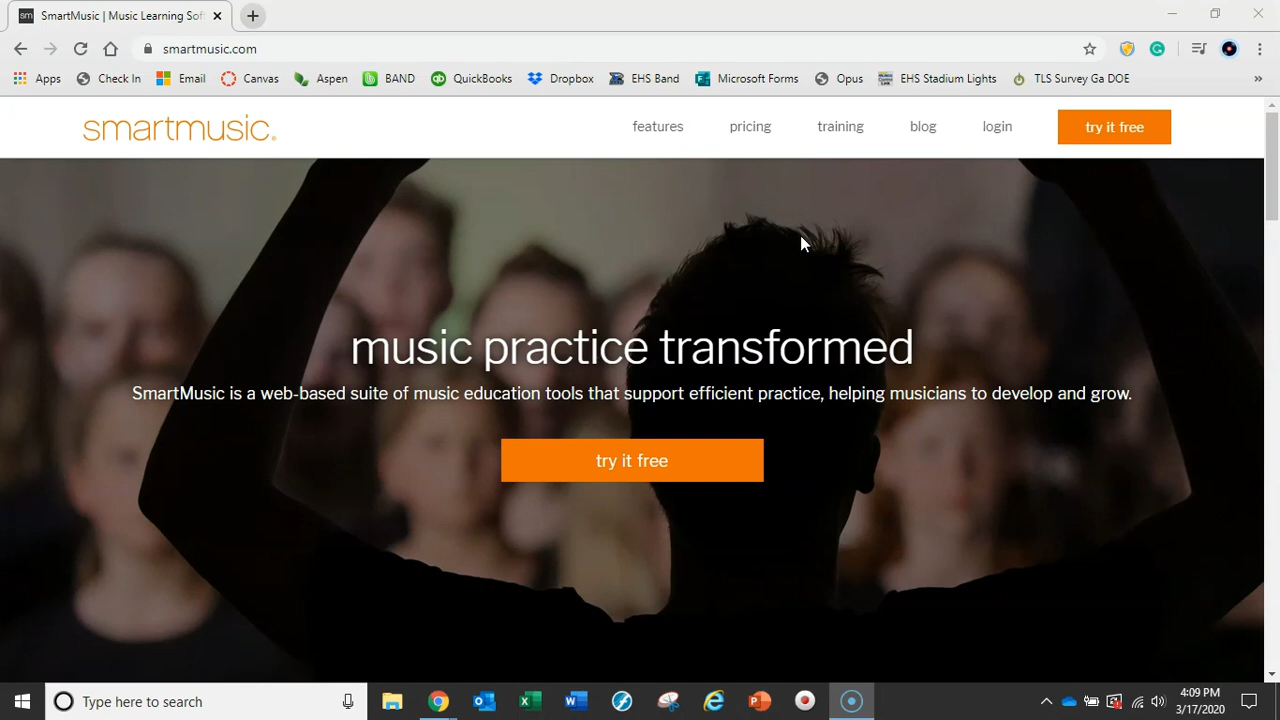 sm SmartMusic | Music Learning Sof
smartmusic.com
Apps Check In Email Canvas Aspen BAND QuickBooks Dropbox EHS Band Microsoft Forms Opus EHS Stadium Lights TLS Survey Ga DOE »
smartmusic. features pricing training blog login try it free
music practice transformed
SmartMusic is a web-based suite of music education tools that support efficient practice, helping musicians to develop and grow.
try it free
Type here to search
4:09 PM
3/17/2020